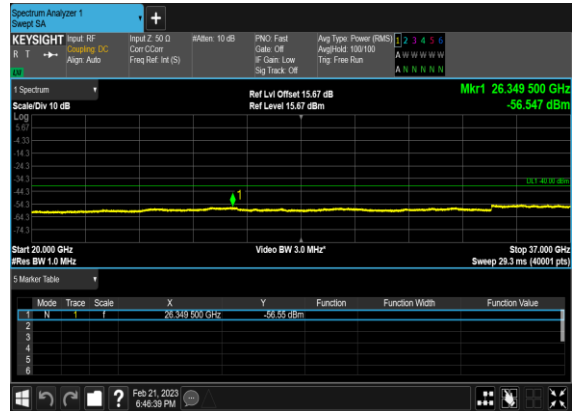 Spectrum Analyzer 1
Swept SA
KEYSIGHT Input: RF Input Z: 50 Ω #Atten: 10 dB PNO: Fast Avg Type: Power (RMS) 1 2 3 4 5 6
R T Coupling: DC Corr CCorr Gate: Off Avg|Hold: 100/100 A W W W W W
Align: Auto Freq Ref: Int (S) IF Gain: Low Trig: Free Run
LW Sig Track: Off A N N N N N
1 Spectrum Ref Lvl Offset 15.67 dB Mkr1 26.349 500 GHz
Scale/Div 10 dB Ref Level 15.67 dBm -56.547 dBm
Log
5.67
-4.33
-14.3
-24.3
-34.3 DL1 -40.00 dBm
-44.3 1
-54.3
-64.3
-74.3
Start 20.000 GHz Video BW 3.0 MHz* Stop 37.000 GHz
#Res BW 1.0 MHz Sweep 29.3 ms (40001 pts)
5 Marker Table
Mode Trace Scale X Y Function Function Width Function Value
1 N 1 f 26.349 500 GHz -56.55 dBm
2
3
4
5
6
? Feb 21, 2023
6:46:39 PM